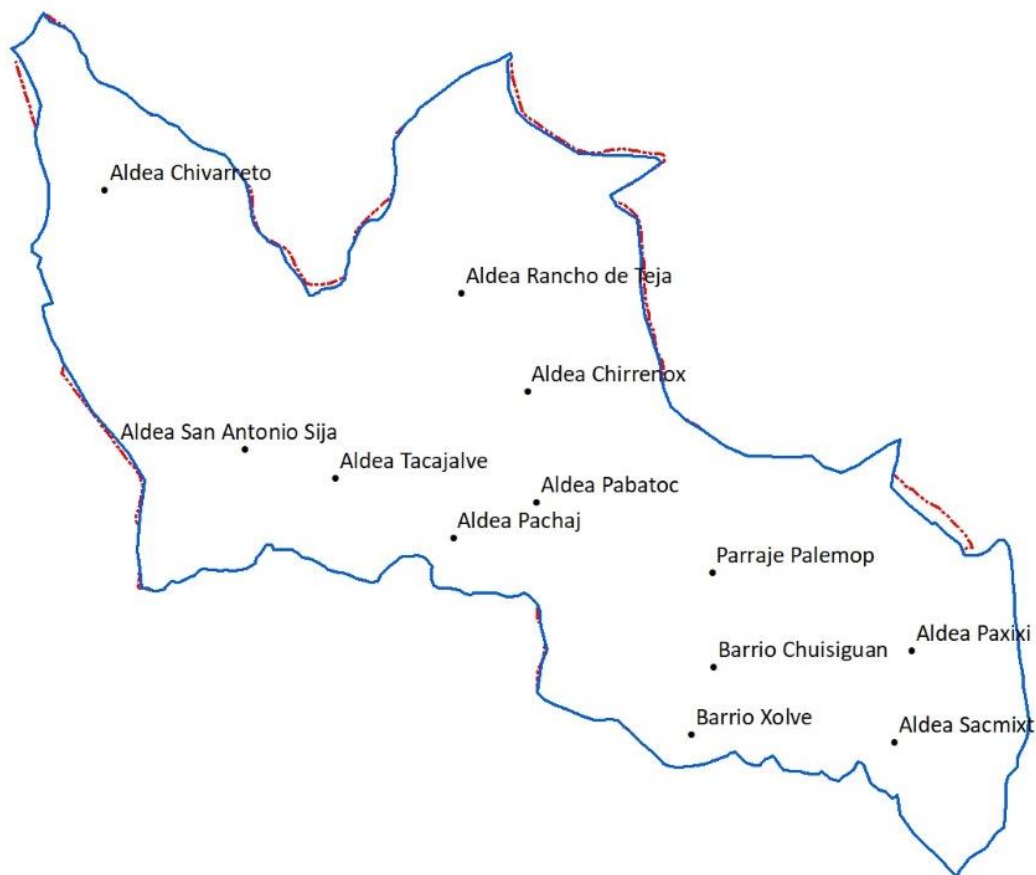 Aldea Chivarreto
Aldea Rancho de Teja
Aldea Chirrenox
Aldea San Antonio Sija
Aldea Tacajalve
Aldea Pabatoc
Aldea Pachaj
Parraje Palemop
Aldea Paxixi
Barrio Chuisiguan
Barrio Xolve
Aldea Sacmixt